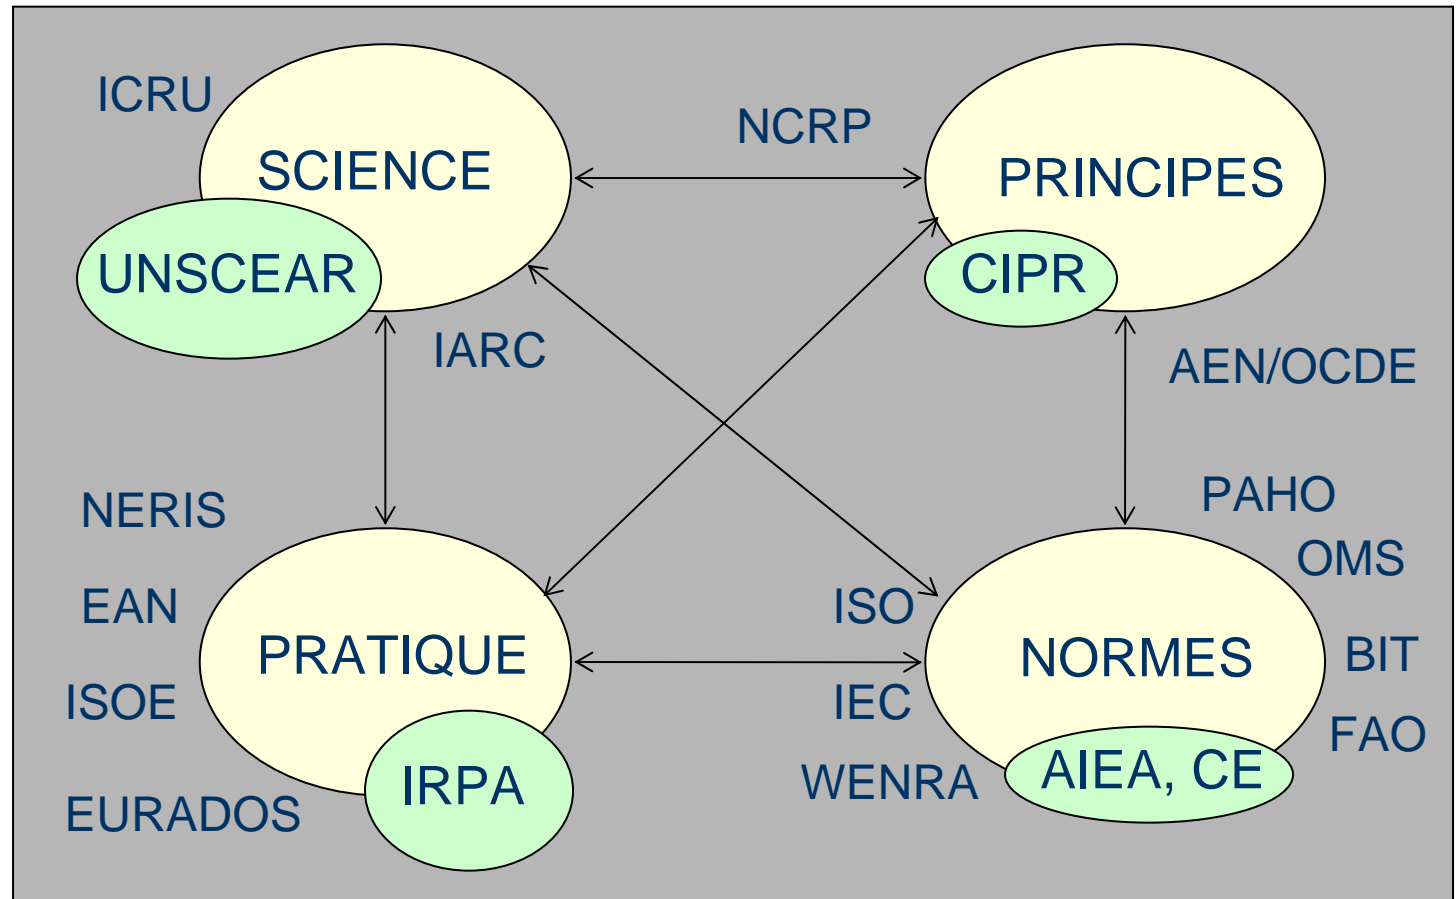 ICRU
NCRP
SCIENCE
PRINCIPES
UNSCEAR
CIPR
IARC
AEN/OCDE
NERIS
PAHO
OMS
EAN
ISO
PRATIQUE
NORMES
BIT
ISOE
IEC
FAO
IRPA
WENRA
AIEA, CE
EURADOS